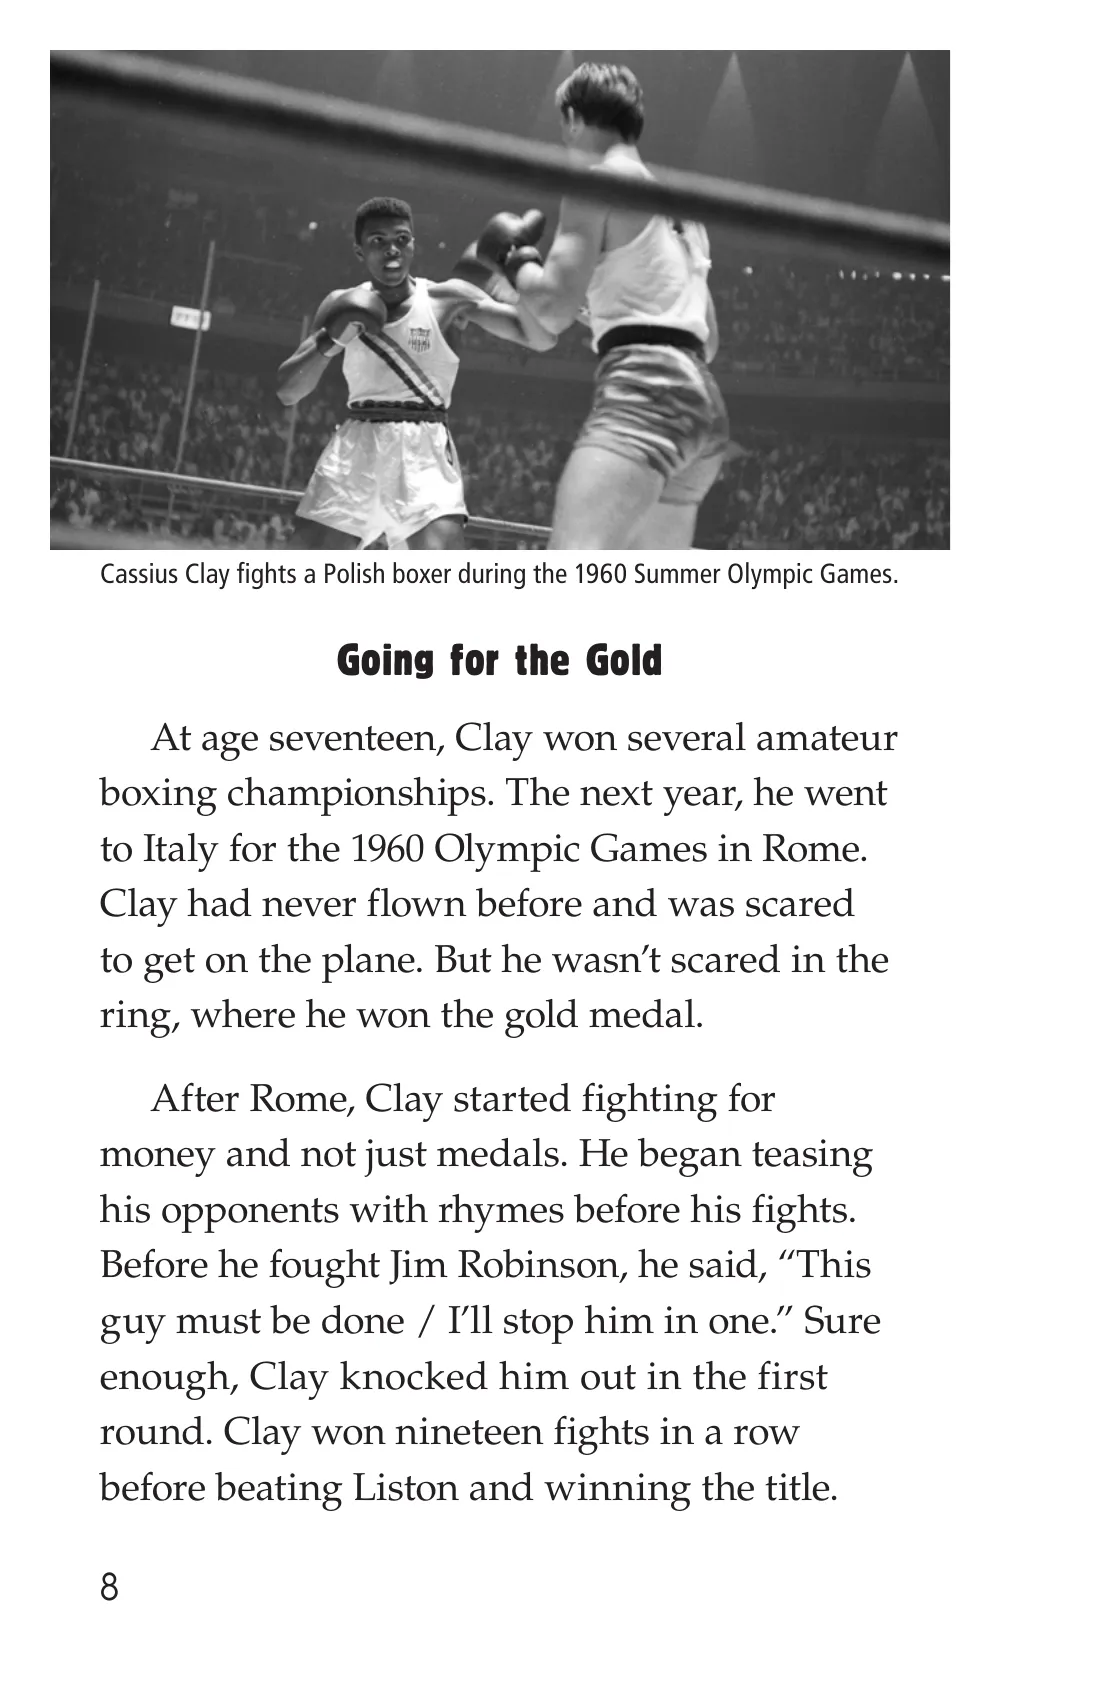 Cassius Clay fights a Polish boxer during the 1960 Summer Olympic Games.
Going for the Gold
At age seventeen, Clay won several amateur
boxing championships. The next year, he went
to Italy for the 1960 Olympic Games in Rome.
Clay had never flown before and was scared
to get on the plane. But he wasn’t scared in the
ring, where he won the gold medal.
After Rome, Clay started fighting for
money and not just medals. He began teasing
his opponents with rhymes before his fights.
Before he fought Jim Robinson, he said, “This
guy must be done / I’ll stop him in one.” Sure
enough, Clay knocked him out in the first
round. Clay won nineteen fights in a row
before beating Liston and winning the title.
8